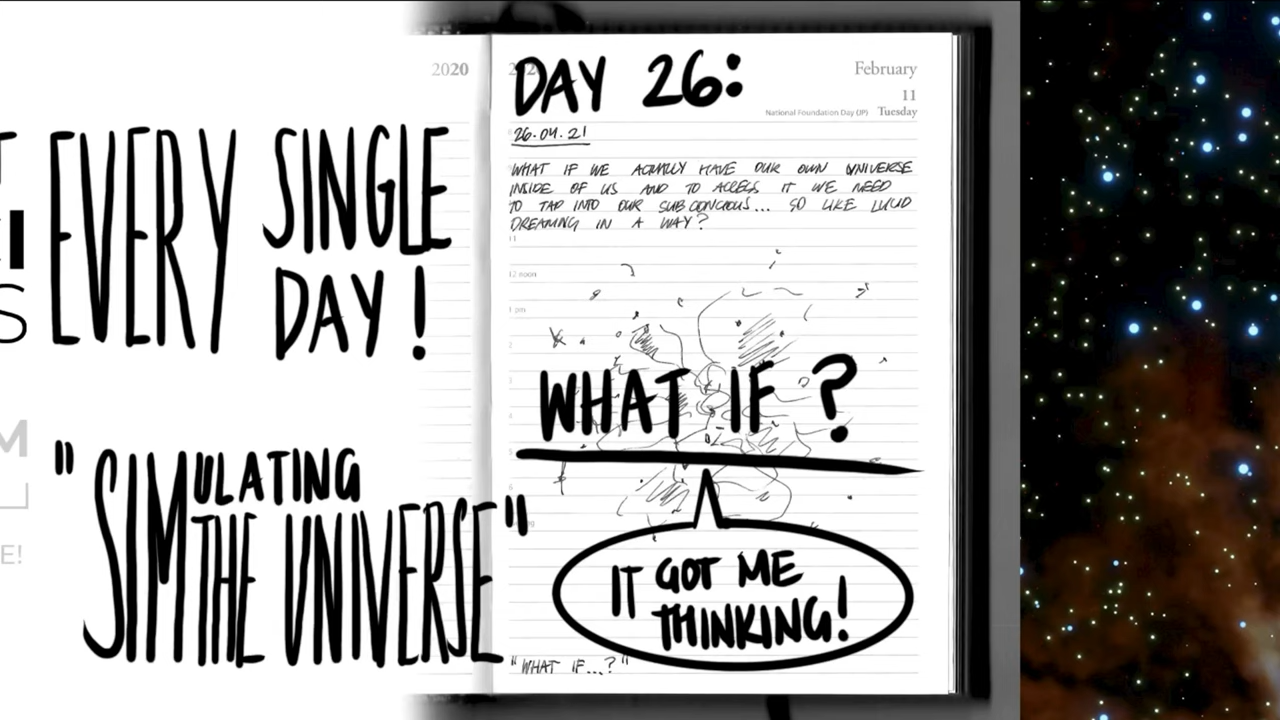 EVERY SINGLE
DAY!
"SIMULATING
THE UNIVERSE"
2020
DAY 26:
February
11
National Foundation Day (JP) Tuesday
26.04.21
WHAT IF WE ACTUALLY HAVE OUR OWN UNIVERSE
INSIDE OF US AND TO ACCESS IT WE NEED
TO TAP INTO OUR SUBCONCIOUS... SO LIKE LUCID
DREAMING IN A WAY?
11
12 noon
1 pm
WHAT IF ?
IT GOT ME
THINKING!
"WHAT IF...?"
S
M
E!